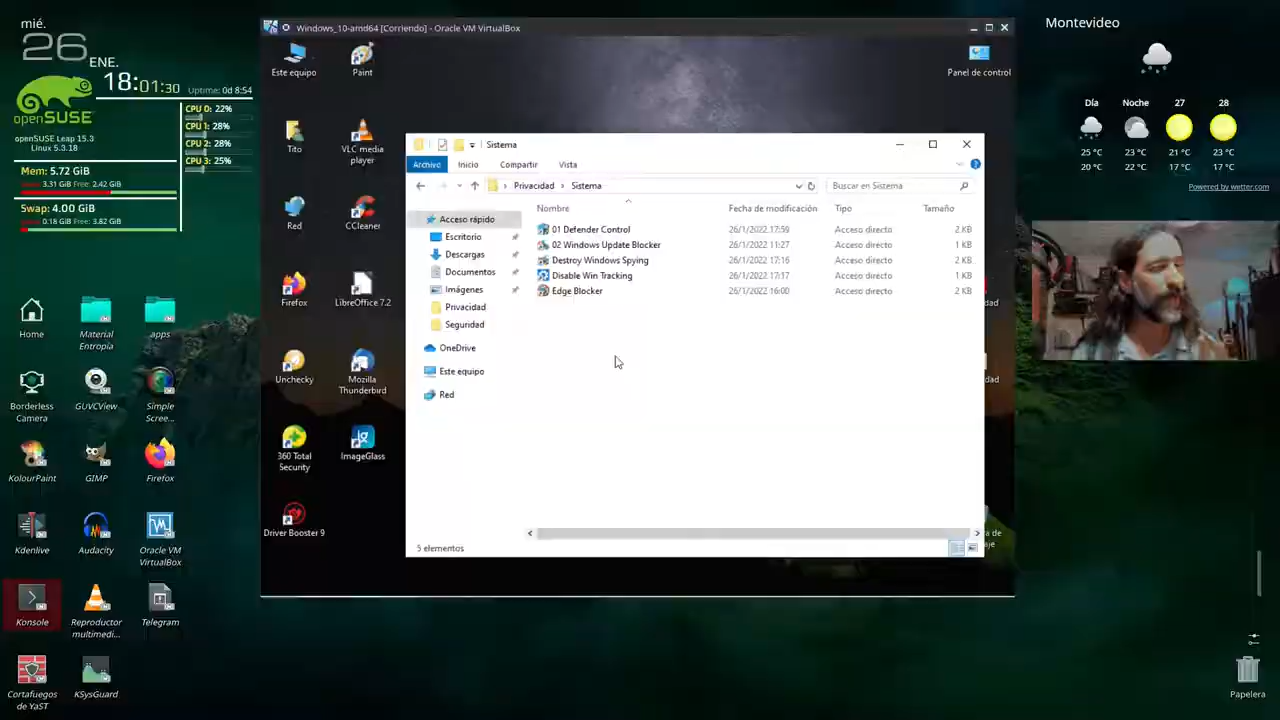 mié.
26
ENE.
18:01:30
Uptime: 0d 8:54
openSUSE
openSUSE Leap 15.3
Linux 5.3.18
CPU 0: 22%
CPU 1: 28%
CPU 2: 28%
CPU 3: 25%
Mem: 5.72 GiB
3.31 GiB Free: 2.42 GiB
Swap: 4.00 GiB
0.18 GiB Free: 3.82 GiB
Home
Material Entropía
apps
Borderless Camera
GUVCView
Simple Scree...
KolourPaint
GIMP
Firefox
Kdenlive
Audacity
Oracle VM VirtualBox
Konsole
Reproductor multimedi...
Telegram
Cortafuegos de YaST
KSysGuard
Windows_10-amd64 [Corriendo] - Oracle VM VirtualBox
Este equipo
Paint
Panel de control
Tito
VLC media player
Red
CCleaner
Firefox
LibreOffice 7.2
Unchecky
Mozilla Thunderbird
360 Total Security
ImageGlass
Driver Booster 9
Sistema
Archivo
Inicio
Compartir
Vista
Privacidad > Sistema
Buscar en Sistema
Acceso rápido
Escritorio
Descargas
Documentos
Imágenes
Privacidad
Seguridad
OneDrive
Este equipo
Red
Nombre
Fecha de modificación
Tipo
Tamaño
01 Defender Control 26/1/2022 17:59 Acceso directo 2 KB
02 Windows Update Blocker 26/1/2022 11:27 Acceso directo 1 KB
Destroy Windows Spying 26/1/2022 17:16 Acceso directo 2 KB
Disable Win Tracking 26/1/2022 17:17 Acceso directo 1 KB
Edge Blocker 26/1/2022 16:00 Acceso directo 2 KB
5 elementos
dad
dad
ra de
aje
Montevideo
Día
Noche
27
28
25 °C
23 °C
21 °C
23 °C
20 °C
22 °C
17 °C
17 °C
Powered by wetter.com
Papelera